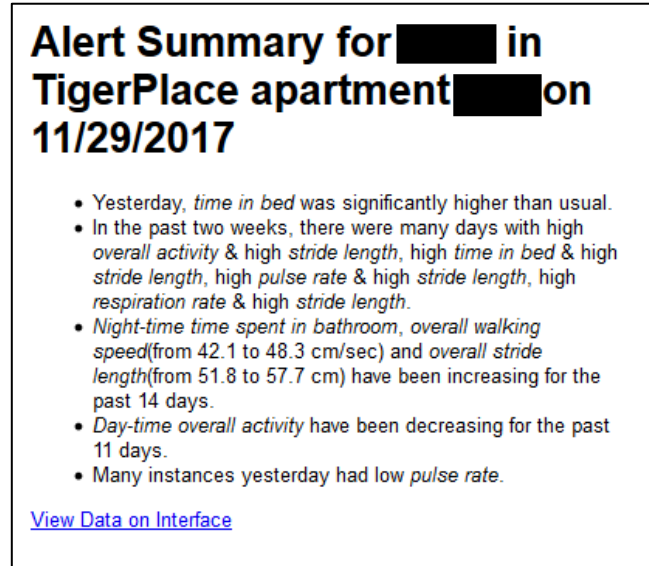 Alert Summary for in
TigerPlace apartment on
11/29/2017
• Yesterday, time in bed was significantly higher than usual.
• In the past two weeks, there were many days with high
overall activity & high stride length, high time in bed & high
stride length, high pulse rate & high stride length, high
respiration rate & high stride length.
• Night-time time spent in bathroom, overall walking
speed(from 42.1 to 48.3 cm/sec) and overall stride
length(from 51.8 to 57.7 cm) have been increasing for the
past 14 days.
• Day-time overall activity have been decreasing for the past
11 days.
• Many instances yesterday had low pulse rate.
View Data on Interface